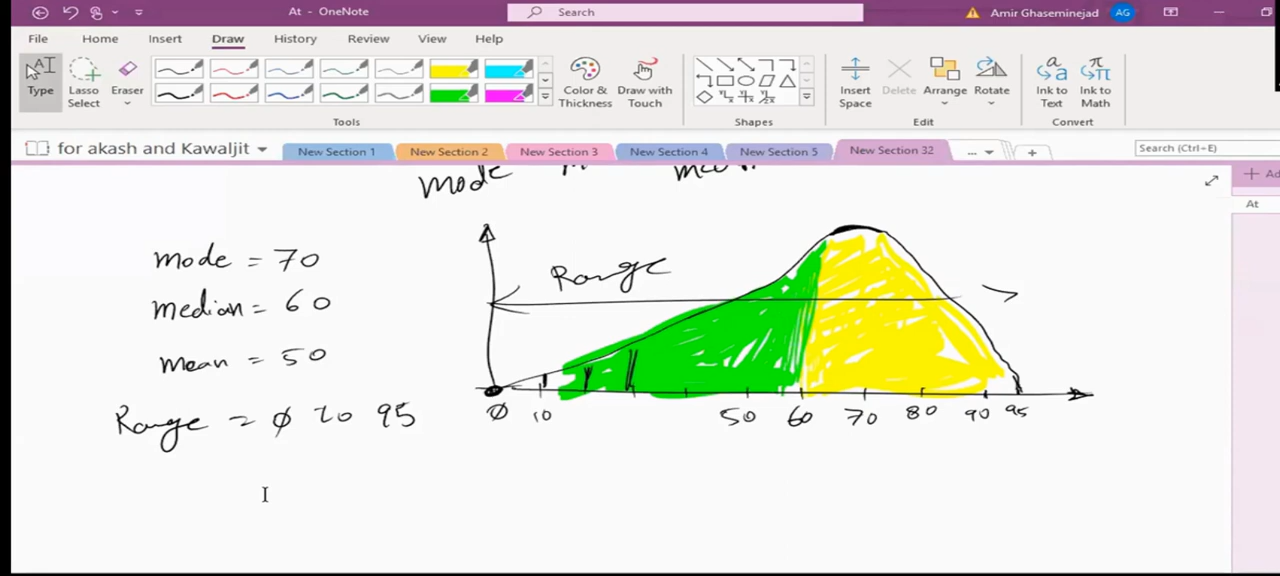 At - OneNote
Search
Amir Ghaseminejad
AG
File Home Insert Draw History Review View Help
Type
Lasso Select
Eraser
Color & Thickness
Draw with Touch
Insert Space
Delete
Arrange
Rotate
Ink to Text
Ink to Math
Tools
Shapes
Edit
Convert
for akash and Kawaljit
New Section 1
New Section 2
New Section 3
New Section 4
New Section 5
New Section 32
...
Search (Ctrl+E)
Ad
At
mode
mode = 70
median = 60
mean = 50
Range = ∅ to 95
Range
∅ 10 50 60 70 80 90 95